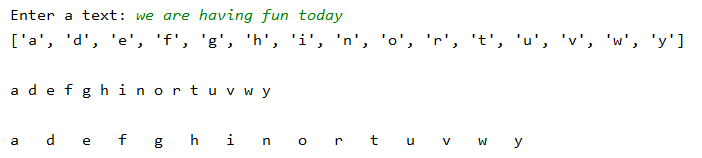 Enter a text: we are having fun today
['a', 'd', 'e', 'f', 'g', 'h', 'i', 'n', 'o', 'r', 't', 'u', 'v', 'w', 'y']
a d e f g h i n o r t u v w y
a   d   e   f   g   h   i   n   o   r   t   u   v   w   y